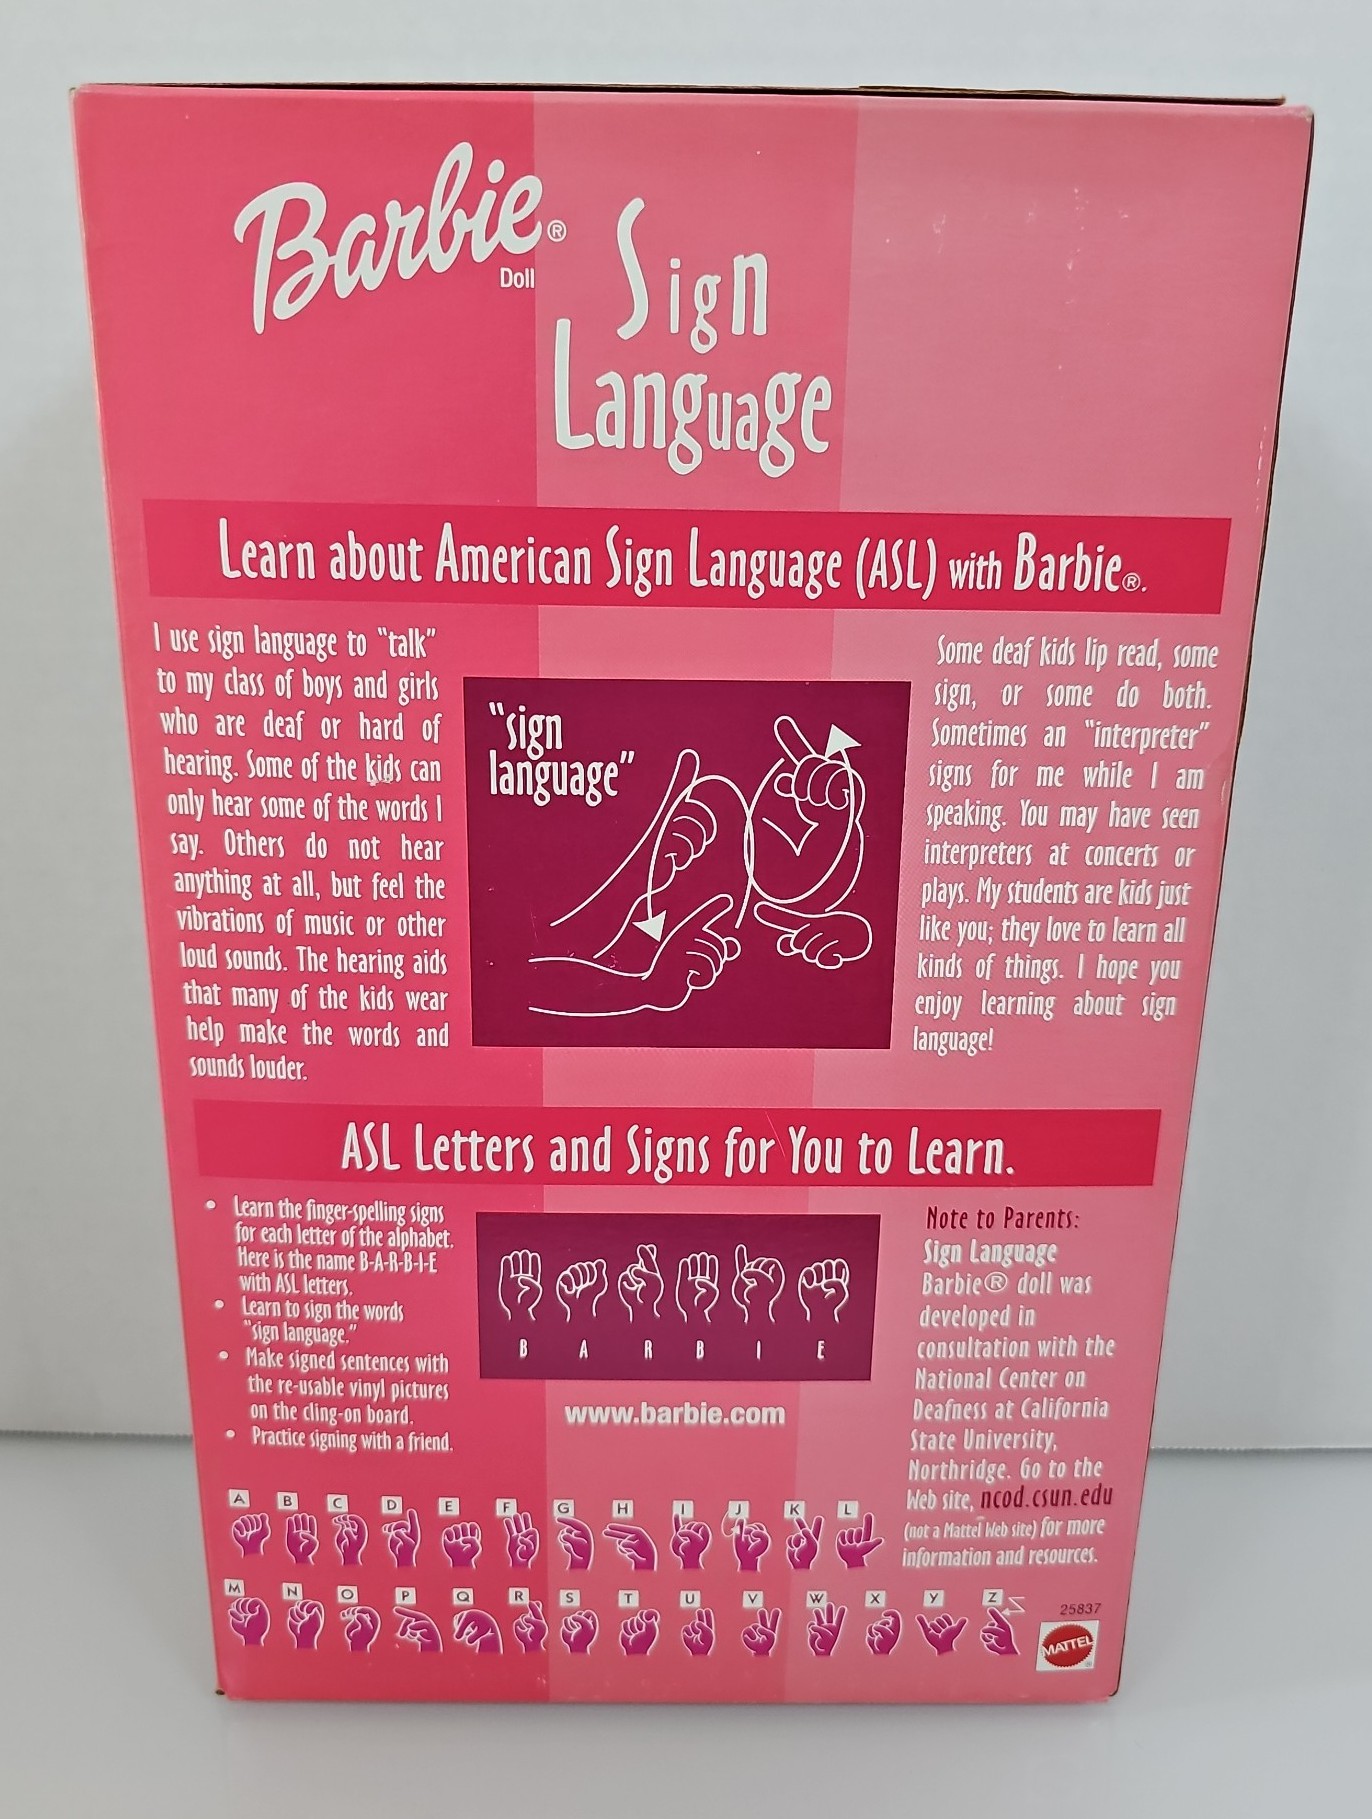 Barbie®
Doll
Sign
Language
Learn about American Sign Language (ASL) with Barbie®.
I use sign language to "talk"
to my class of boys and girls
who are deaf or hard of
hearing. Some of the kids can
only hear some of the words I
say. Others do not hear
anything at all, but feel the
vibrations of music or other
loud sounds. The hearing aids
that many of the kids wear
help make the words and
sounds louder.
"sign
language"
Some deaf kids lip read, some
sign, or some do both.
Sometimes an "interpreter"
signs for me while I am
speaking. You may have seen
interpreters at concerts or
plays. My students are kids just
like you; they love to learn all
kinds of things. I hope you
enjoy learning about sign
language!
ASL Letters and Signs for You to Learn.
• Learn the finger-spelling signs
for each letter of the alphabet.
Here is the name B-A-R-B-I-E
with ASL letters.
• Learn to sign the words
"sign language."
• Make signed sentences with
the re-usable vinyl pictures
on the cling-on board.
• Practice signing with a friend.
B A R B I E
www.barbie.com
Note to Parents:
Sign Language
Barbie® doll was
developed in
consultation with the
National Center on
Deafness at California
State University,
Northridge. Go to the
Web site, ncod.csun.edu
(not a Mattel Web site) for more
information and resources.
A B C D E F G H I J K L
M N O P Q R S T U V W X Y Z
25837
MATTEL